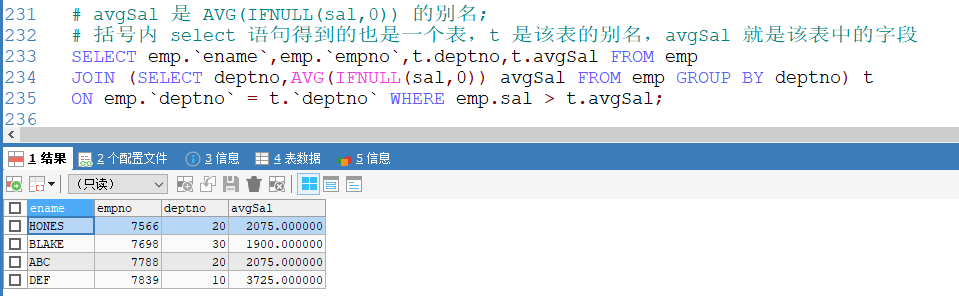 231 # avgSal 是 AVG(IFNULL(sal,0)) 的别名;
232 # 括号内 select 语句得到的也是一个表，t 是该表的别名，avgSal 就是该表中的字段
233 SELECT emp.`ename`,emp.`empno`,t.deptno,t.avgSal FROM emp
234 JOIN (SELECT deptno,AVG(IFNULL(sal,0)) avgSal FROM emp GROUP BY deptno) t
235 ON emp.`deptno` = t.`deptno` WHERE emp.sal > t.avgSal;
236
1 结果 2 个配置文件 3 信息 4 表数据 5 信息
（只读）
ename empno deptno avgSal
HONES 7566 20 2075.000000
BLAKE 7698 30 1900.000000
ABC 7788 20 2075.000000
DEF 7839 10 3725.000000